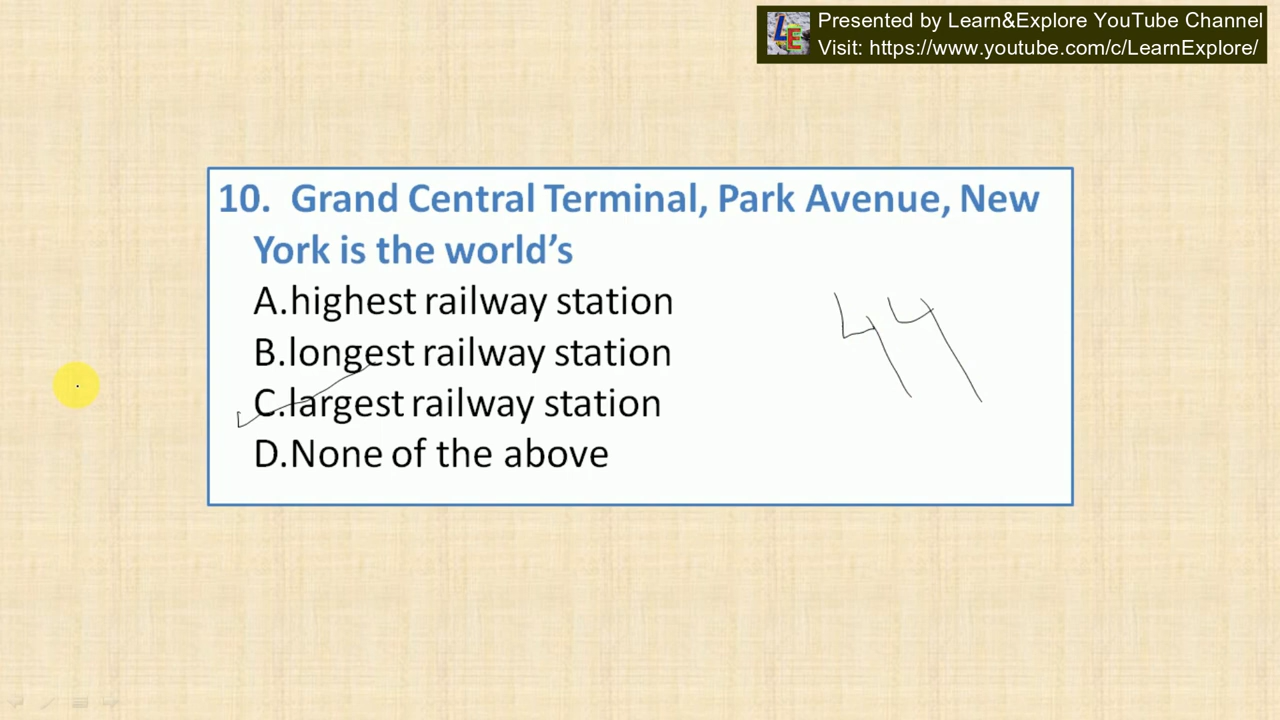 Presented by Learn&Explore YouTube Channel
Visit: https://www.youtube.com/c/LearnExplore/
LE
10. Grand Central Terminal, Park Avenue, New
York is the world’s
A.highest railway station
B.longest railway station
44
C.largest railway station
D.None of the above